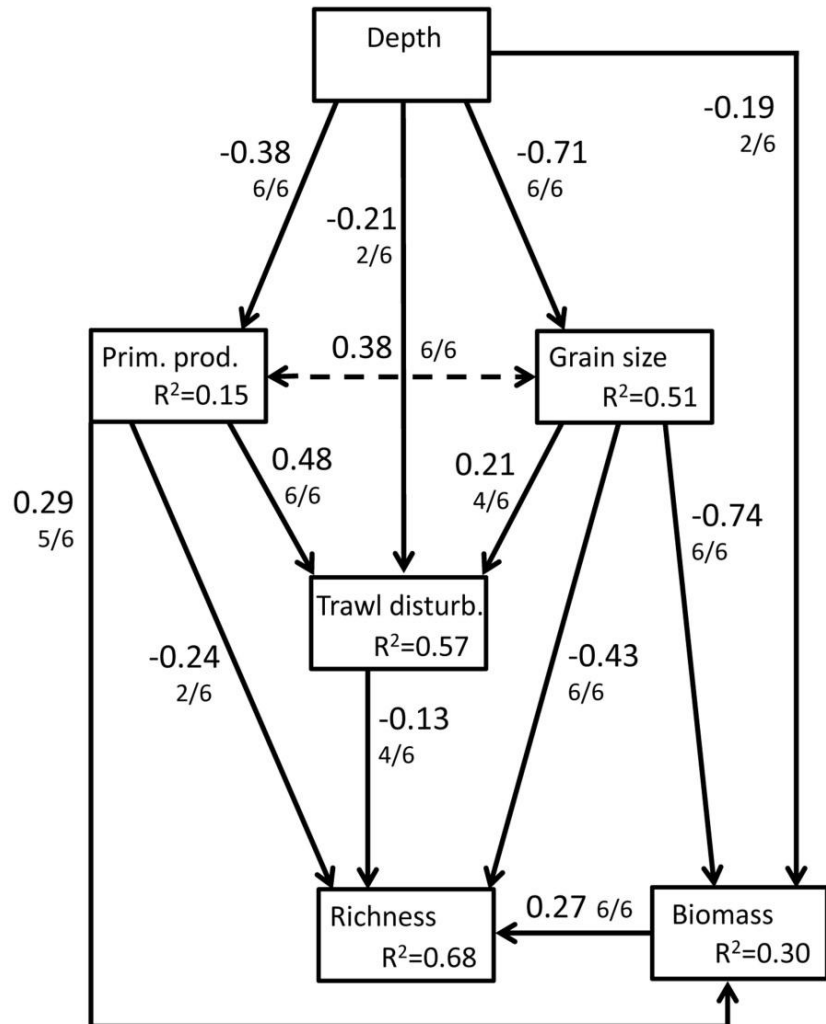 Depth
-0.19
2/6
-0.38
6/6
-0.71
6/6
-0.21
2/6
Prim. prod.
R²=0.15
0.38 6/6
Grain size
R²=0.51
0.48
6/6
0.21
4/6
0.29
5/6
-0.74
6/6
Trawl disturb.
R²=0.57
-0.24
2/6
-0.43
6/6
-0.13
4/6
Richness
R²=0.68
0.27 6/6
Biomass
R²=0.30